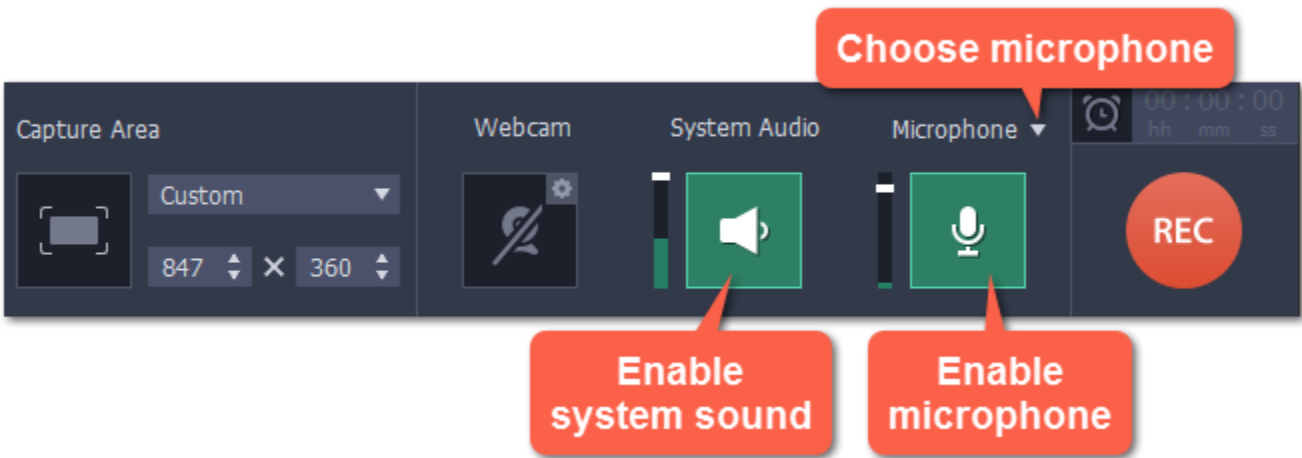 Choose microphone
Capture Area
Webcam
System Audio
Microphone
00 : 00 : 00
hh mm ss
Custom
847 × 360
REC
Enable
system sound
Enable
microphone